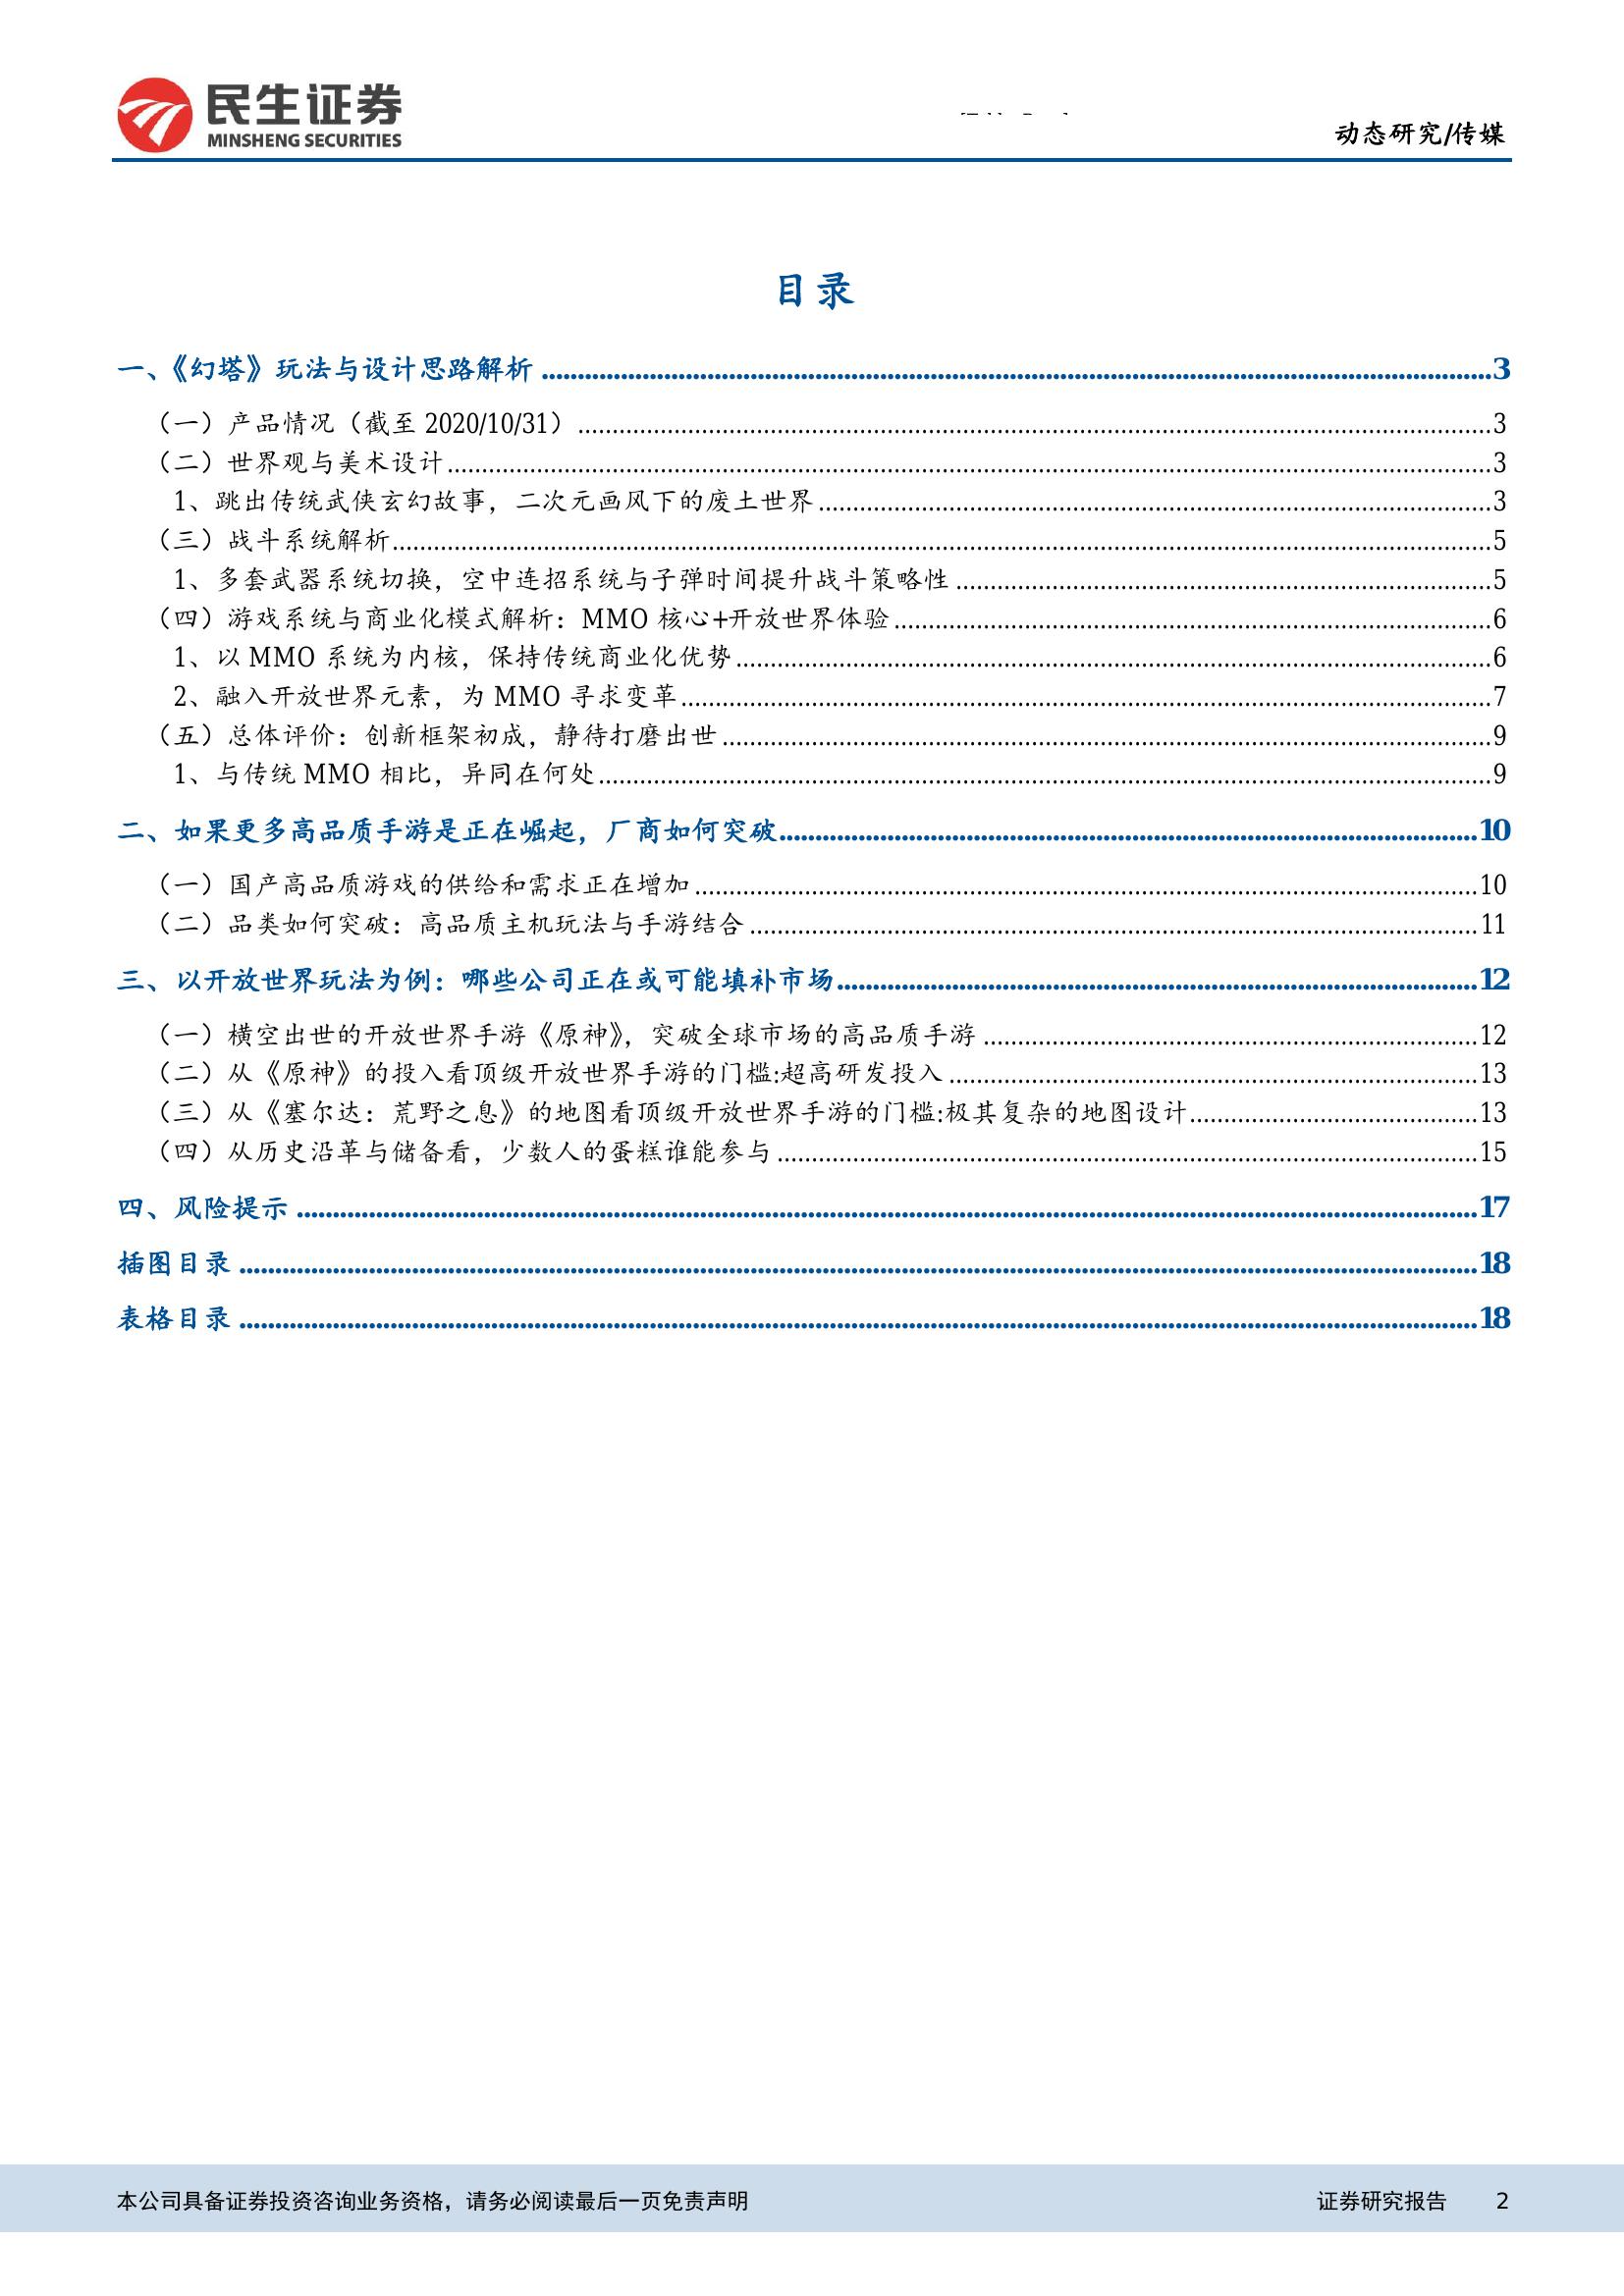 民生证券
MINSHENG SECURITIES
动态研究/传媒
目录
一、《幻塔》玩法与设计思路解析 3
（一）产品情况（截至 2020/10/31） 3
（二）世界观与美术设计 3
1、跳出传统武侠玄幻故事，二次元画风下的废土世界 3
（三）战斗系统解析 5
1、多套武器系统切换，空中连招系统与子弹时间提升战斗策略性 5
（四）游戏系统与商业化模式解析：MMO 核心+开放世界体验 6
1、以 MMO 系统为内核，保持传统商业化优势 6
2、融入开放世界元素，为 MMO 寻求变革 7
（五）总体评价：创新框架初成，静待打磨出世 9
1、与传统 MMO 相比，异同在何处 9
二、如果更多高品质手游是正在崛起，厂商如何突破 10
（一）国产高品质游戏的供给和需求正在增加 10
（二）品类如何突破：高品质主机玩法与手游结合 11
三、以开放世界玩法为例：哪些公司正在或可能填补市场 12
（一）横空出世的开放世界手游《原神》，突破全球市场的高品质手游 12
（二）从《原神》的投入看顶级开放世界手游的门槛:超高研发投入 13
（三）从《塞尔达：荒野之息》的地图看顶级开放世界手游的门槛:极其复杂的地图设计 13
（四）从历史沿革与储备看，少数人的蛋糕谁能参与 15
四、风险提示 17
插图目录 18
表格目录 18
本公司具备证券投资咨询业务资格，请务必阅读最后一页免责声明
证券研究报告 2